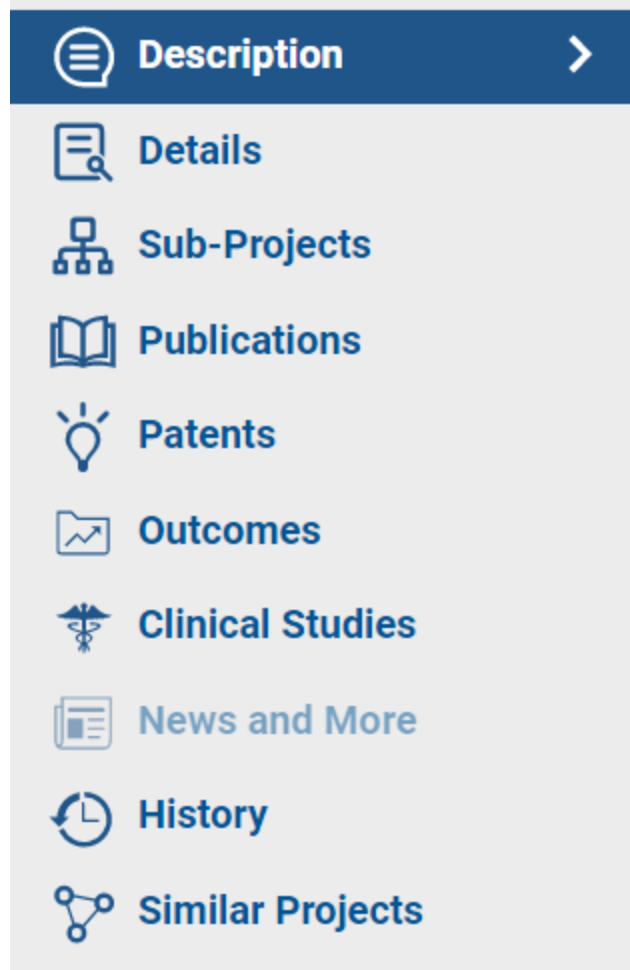 Description
Details
Sub-Projects
Publications
Patents
Outcomes
Clinical Studies
News and More
History
Similar Projects